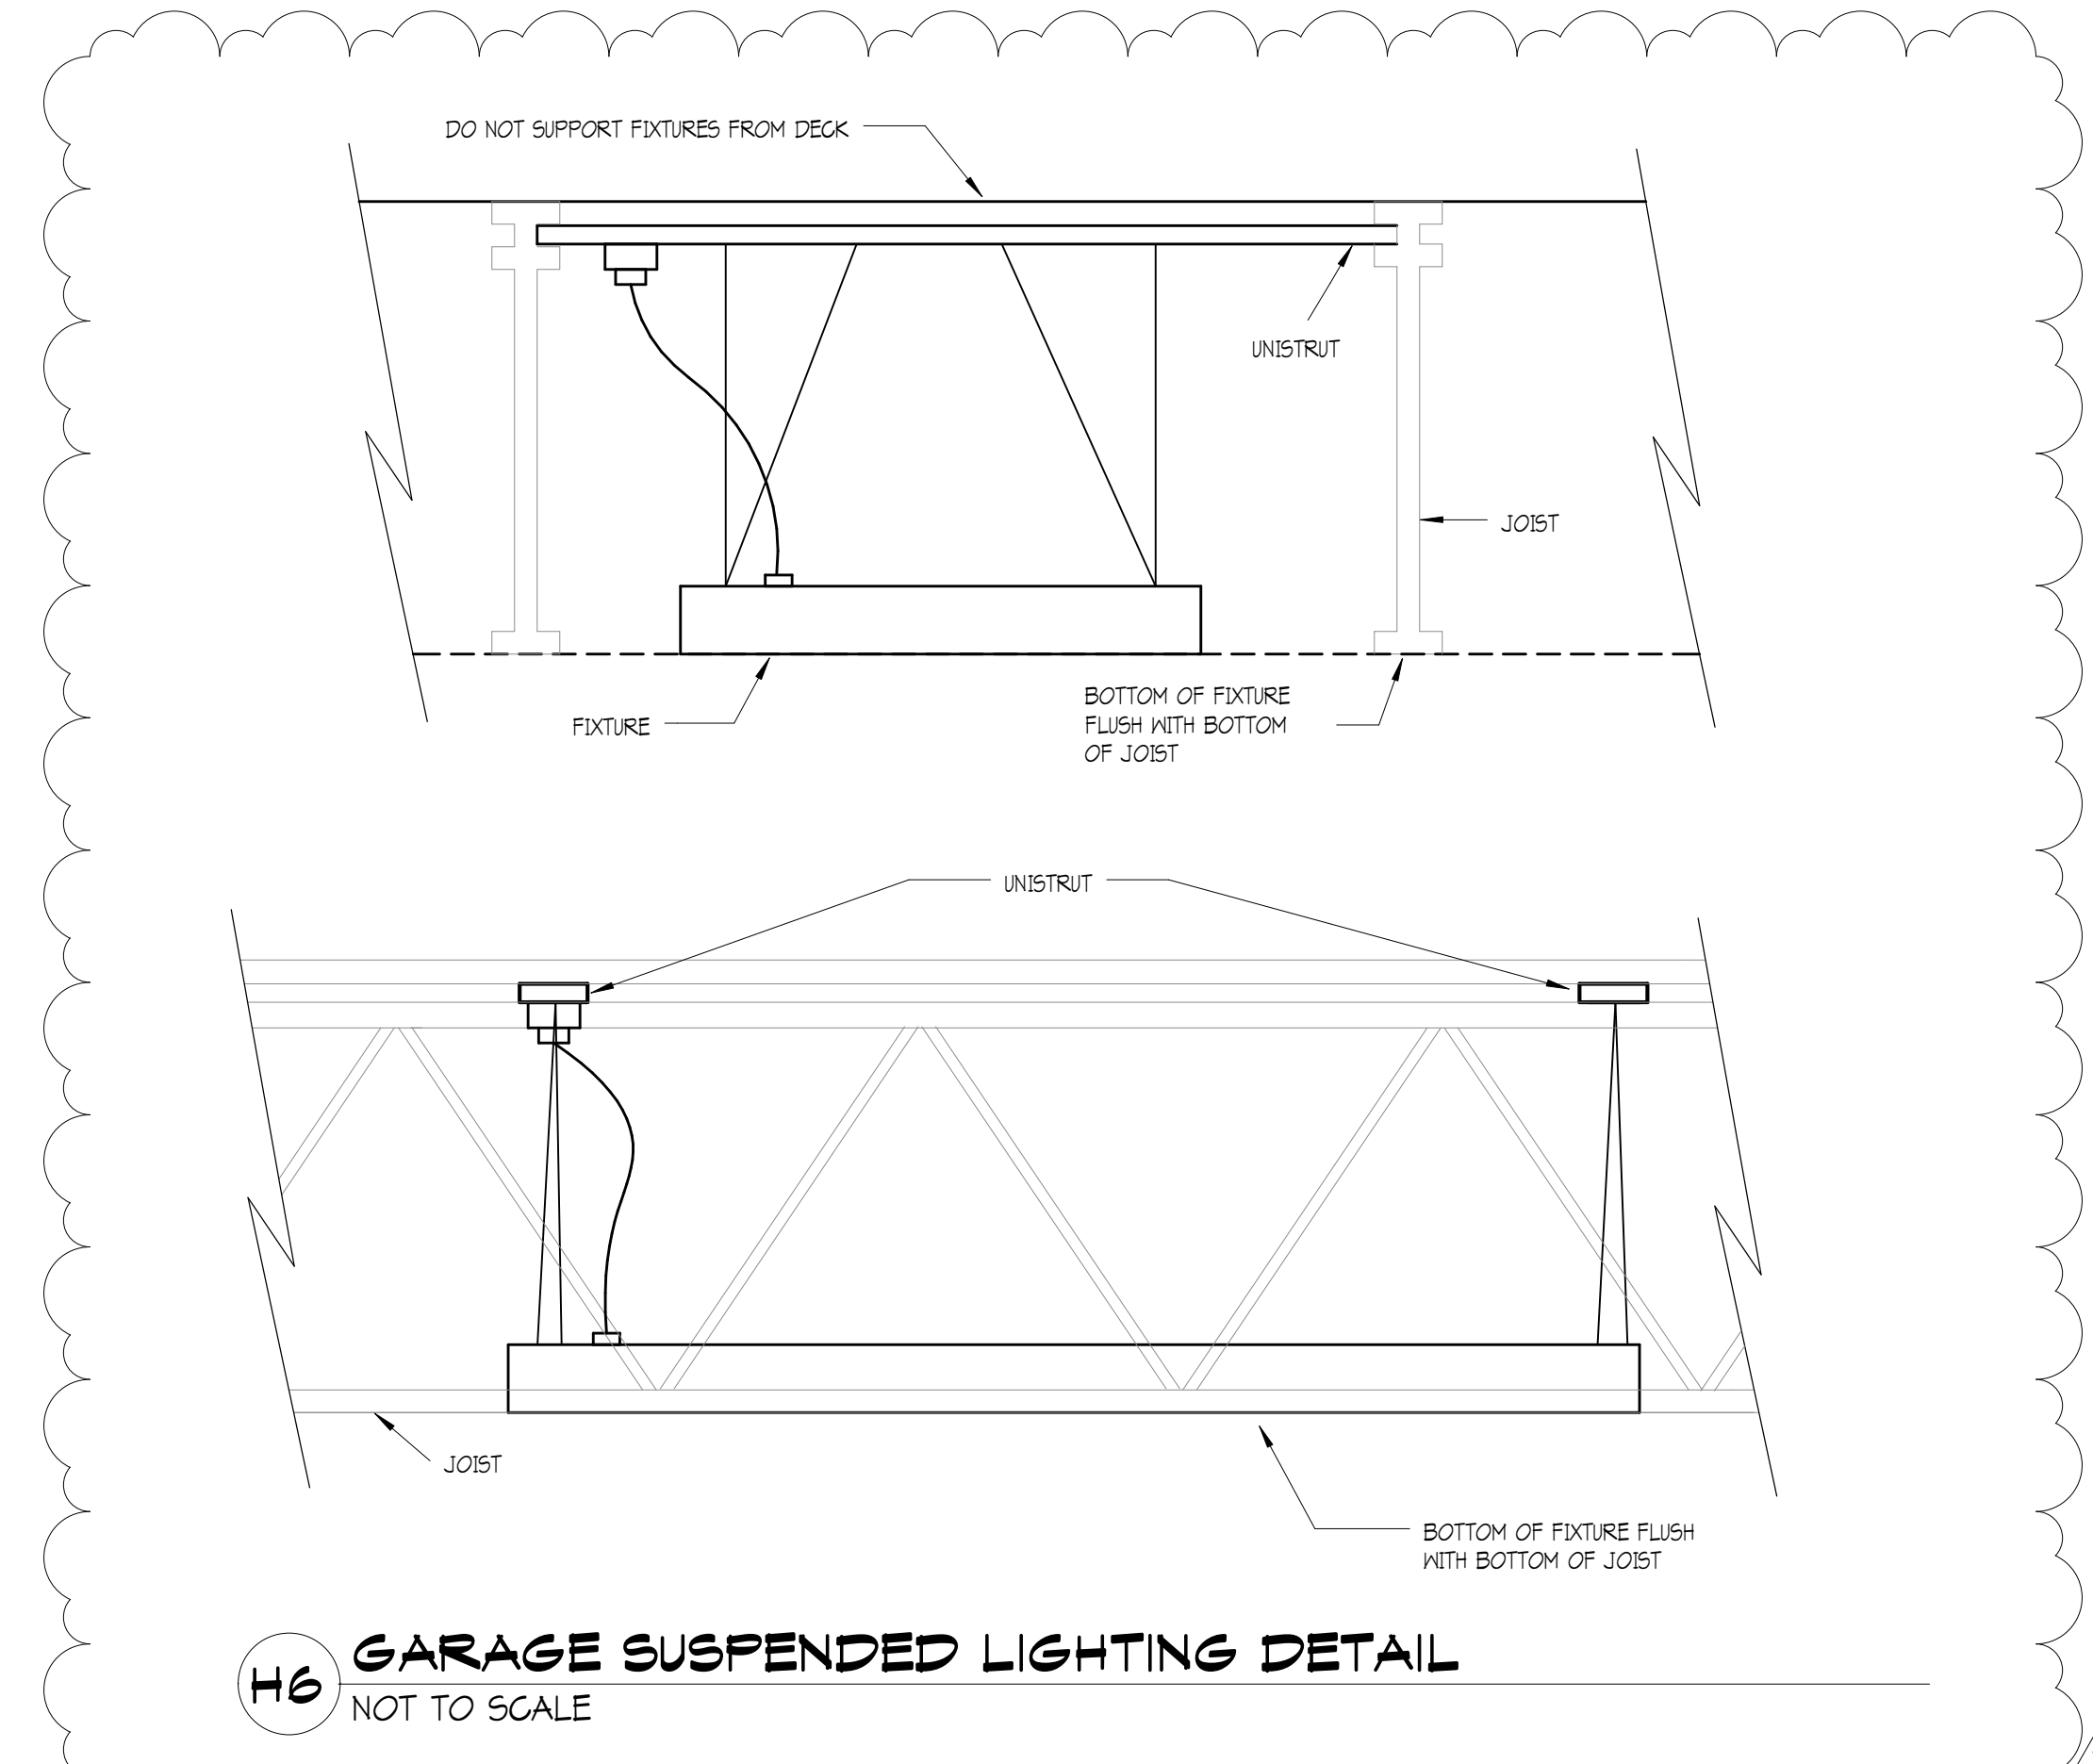 DO NOT SUPPORT FIXTURES FROM DECK
UNISTRUT
JOIST
FIXTURE
BOTTOM OF FIXTURE
FLUSH WITH BOTTOM
OF JOIST
UNISTRUT
JOIST
BOTTOM OF FIXTURE FLUSH
WITH BOTTOM OF JOIST
H6
GARAGE SUSPENDED LIGHTING DETAIL
NOT TO SCALE